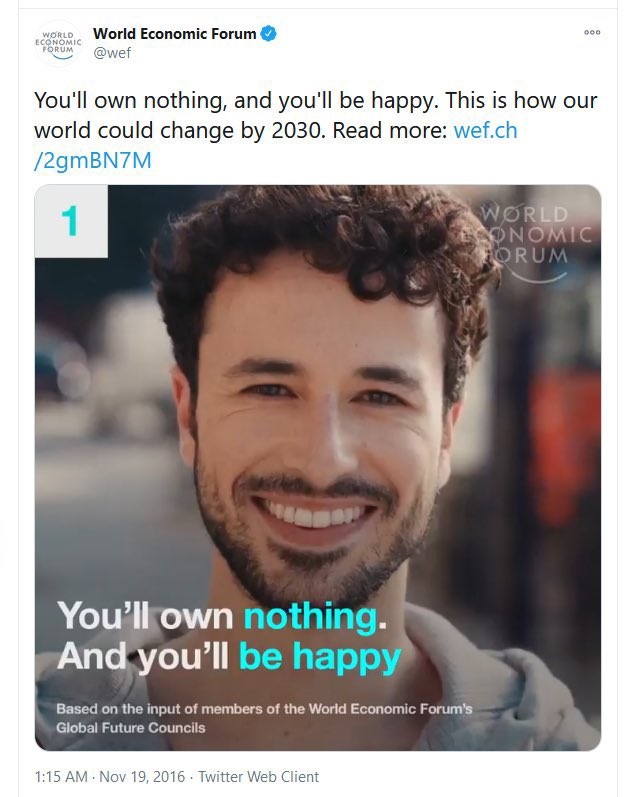 WORLD
ECONOMIC
FORUM
World Economic Forum
@wef
You'll own nothing, and you'll be happy. This is how our
world could change by 2030. Read more: wef.ch
/2gmBN7M
1
WORLD
ECONOMIC
FORUM
You'll own nothing.
And you'll be happy
Based on the input of members of the World Economic Forum's
Global Future Councils
1:15 AM · Nov 19, 2016 · Twitter Web Client